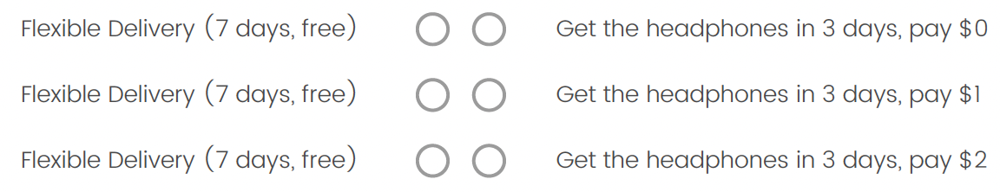 Flexible Delivery (7 days, free) Get the headphones in 3 days, pay $0
Flexible Delivery (7 days, free) Get the headphones in 3 days, pay $1
Flexible Delivery (7 days, free) Get the headphones in 3 days, pay $2